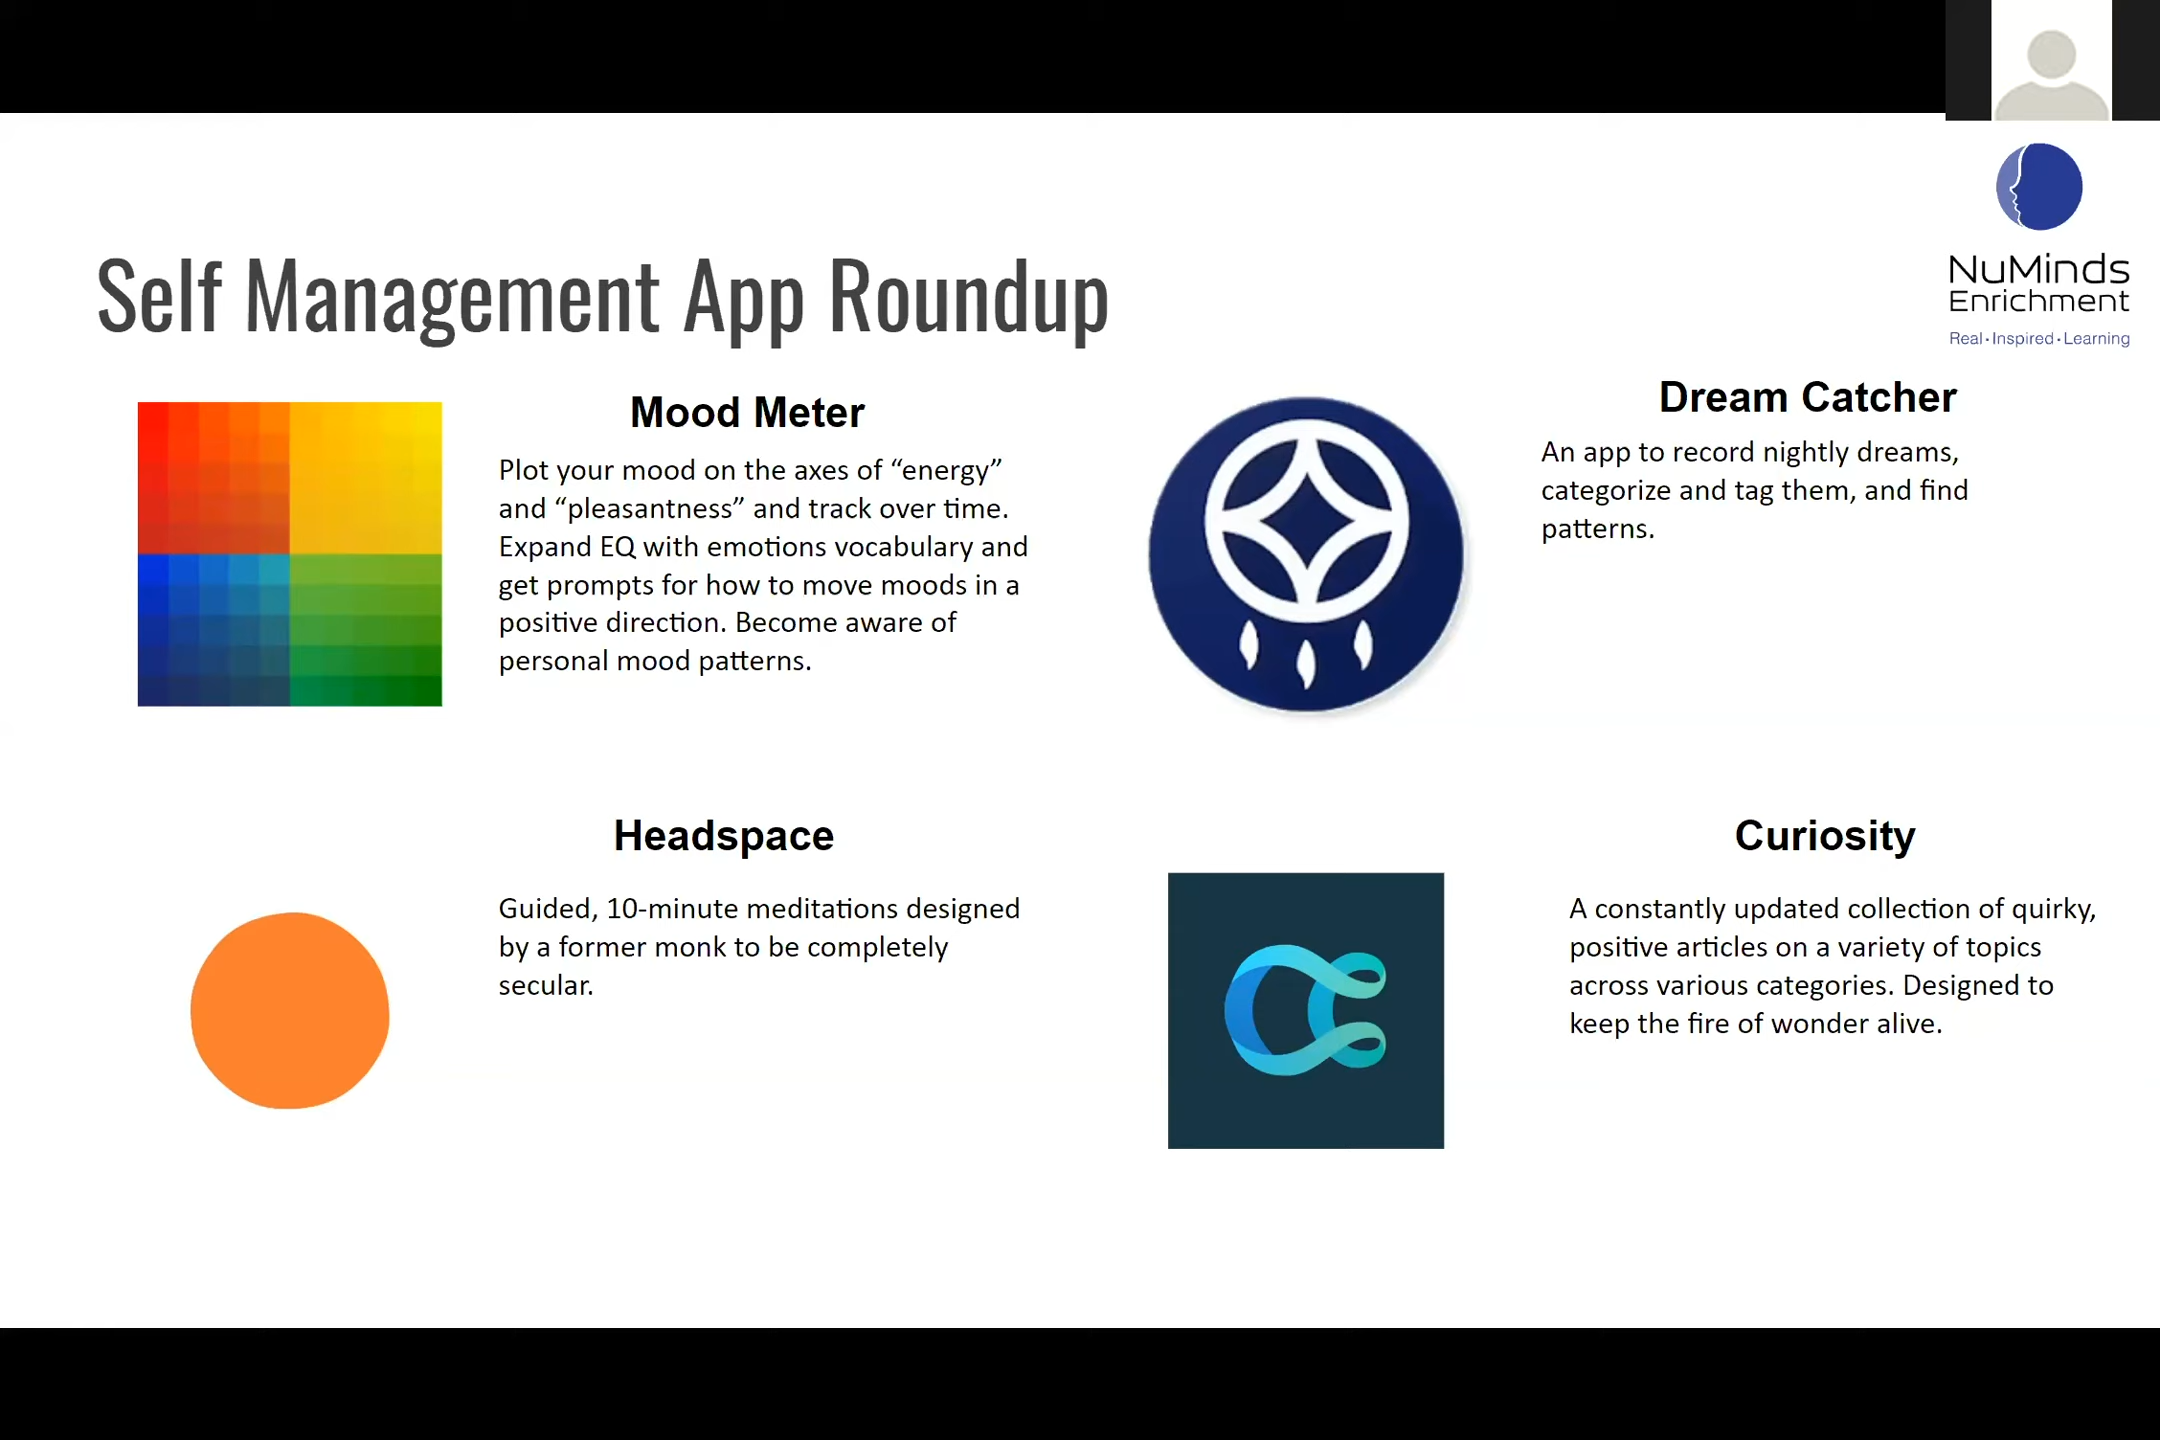 NuMinds
Enrichment
Real · Inspired · Learning
Self Management App Roundup
Mood Meter
Plot your mood on the axes of “energy”
and “pleasantness” and track over time.
Expand EQ with emotions vocabulary and
get prompts for how to move moods in a
positive direction. Become aware of
personal mood patterns.
Dream Catcher
An app to record nightly dreams,
categorize and tag them, and find
patterns.
Headspace
Guided, 10-minute meditations designed
by a former monk to be completely
secular.
Curiosity
A constantly updated collection of quirky,
positive articles on a variety of topics
across various categories. Designed to
keep the fire of wonder alive.